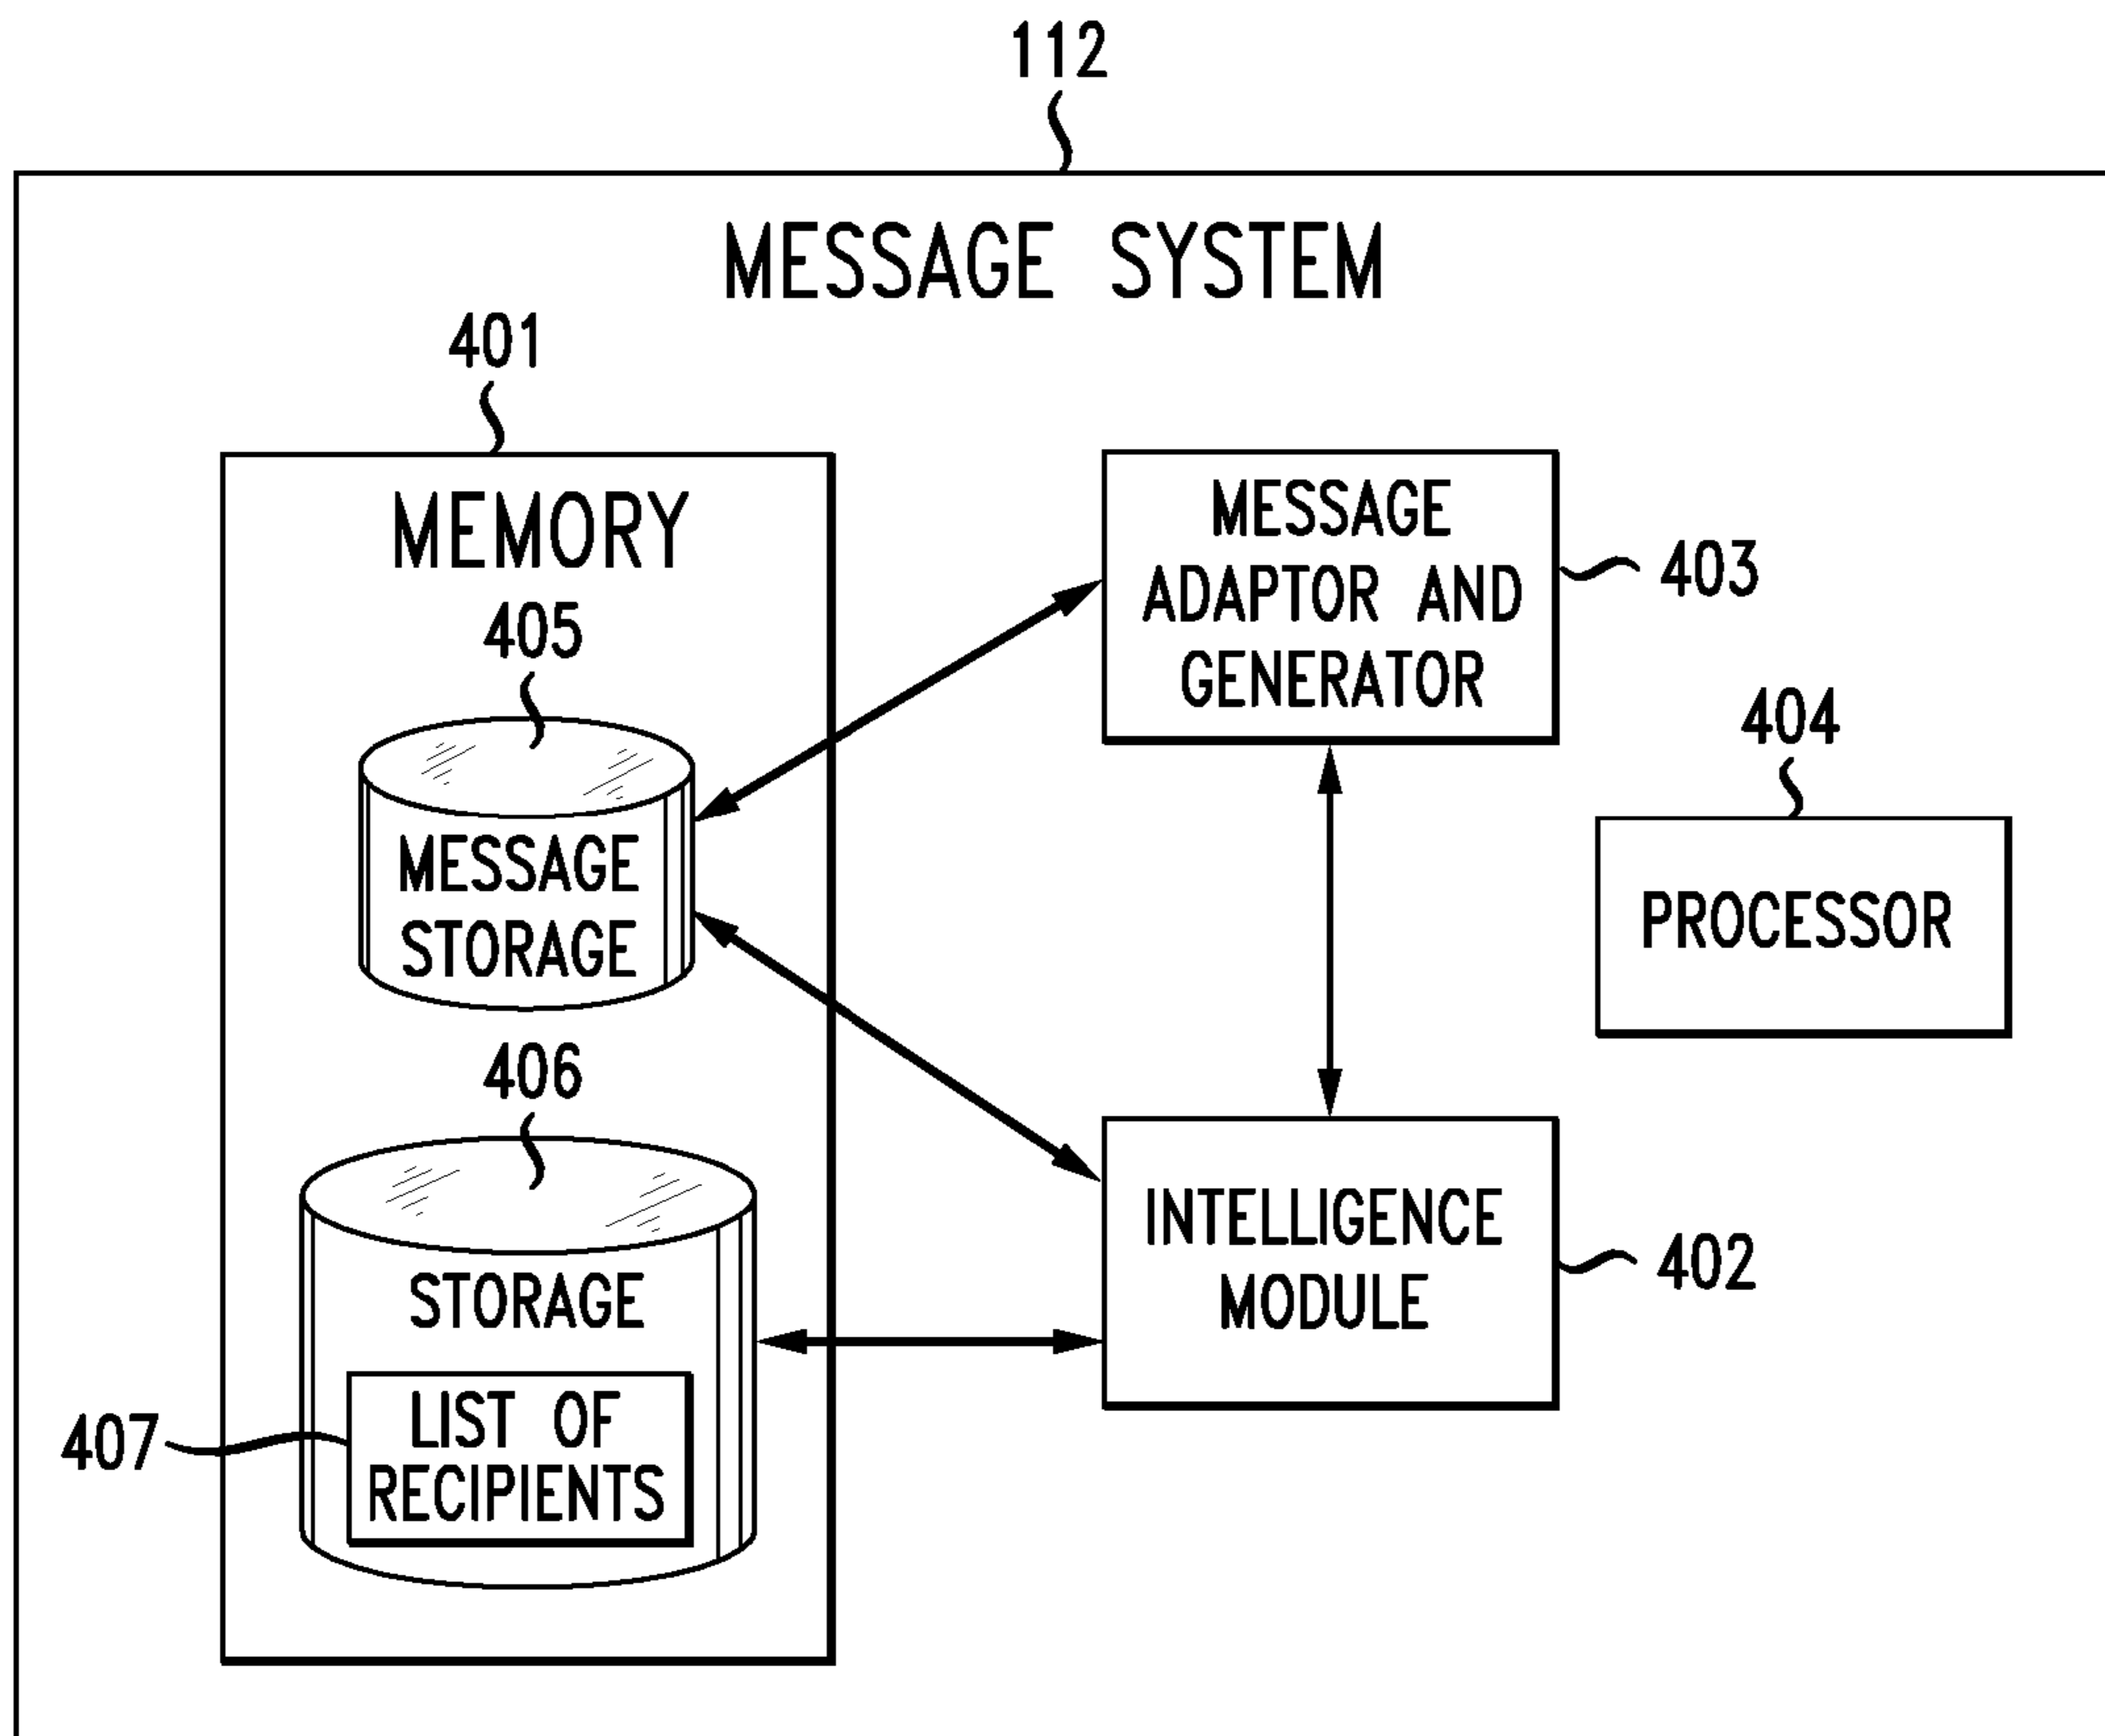 112
MESSAGE SYSTEM
401
MEMORY
405
MESSAGE
STORAGE
406
STORAGE
407
LIST OF
RECIPIENTS
MESSAGE
ADAPTOR AND
GENERATOR
403
404
PROCESSOR
INTELLIGENCE
MODULE
402